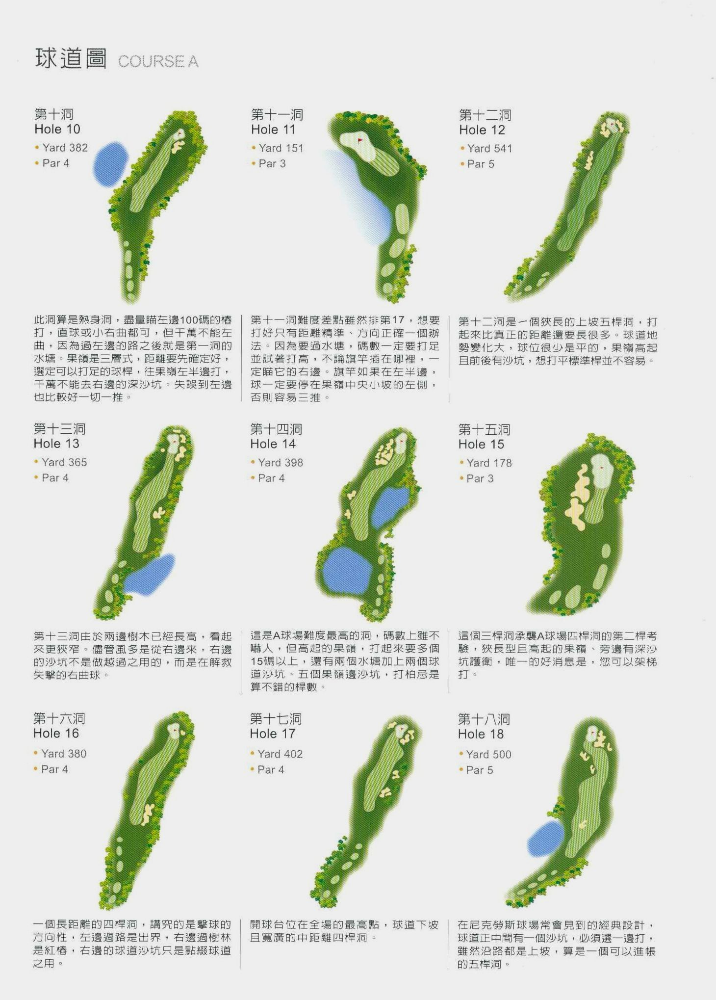 球道圖 COURSE A
第十洞
Hole 10
• Yard 382
• Par 4
此洞算是熱身洞，盡量瞄左邊100碼的樁
打，直球或小右曲都可，但千萬不能左
曲，因為過左邊的路之後就是第一洞的
水塘。果嶺是三層式，距離要先確定好，
選定可以打足的球桿，往果嶺左半邊打，
千萬不能去右邊的深沙坑。失誤到左邊
也比較好一切一推。
第十一洞
Hole 11
• Yard 151
• Par 3
第十一洞難度差點雖然排第17，想要
打好只有距離精準、方向正確一個辦
法。因為要過水塘，碼數一定要打足
並試著打高，不論旗竿插在哪裡，一
定瞄它的右邊。旗竿如果在左半邊，
球一定要停在果嶺中央小坡的左側，
否則容易三推。
第十二洞
Hole 12
• Yard 541
• Par 5
第十二洞是一個狹長的上坡五桿洞，打
起來比真正的距離還要長很多。球道地
勢變化大，球位很少是平的，果嶺高起
且前後有沙坑，想打平標準桿並不容易。
第十三洞
Hole 13
• Yard 365
• Par 4
第十三洞由於兩邊樹木已經長高，看起
來更狹窄。儘管風多是從右邊來，右邊
的沙坑不是做越過之用的，而是在解救
失擊的右曲球。
第十四洞
Hole 14
• Yard 398
• Par 4
這是A球場難度最高的洞，碼數上雖不
嚇人，但高起的果嶺，打起來要多個
15碼以上，還有兩個水塘加上兩個球
道沙坑、五個果嶺邊沙坑，打柏忌是
算不錯的桿數。
第十五洞
Hole 15
• Yard 178
• Par 3
這個三桿洞承襲A球場四桿洞的第二桿考
驗，狹長型且高起的果嶺、旁邊有深沙
坑護衛，唯一的好消息是，您可以架梯
打。
第十六洞
Hole 16
• Yard 380
• Par 4
一個長距離的四桿洞，講究的是擊球的
方向性，左邊過路是出界，右邊過樹林
是紅樁，右邊的球道沙坑只是點綴球道
之用。
第十七洞
Hole 17
• Yard 402
• Par 4
開球台位在全場的最高點，球道下坡
且寬廣的中距離四桿洞。
第十八洞
Hole 18
• Yard 500
• Par 5
在尼克勞斯球場常會見到的經典設計，
球道正中間有一個沙坑，必須選一邊打，
雖然沿路都是上坡，算是一個可以進帳
的五桿洞。